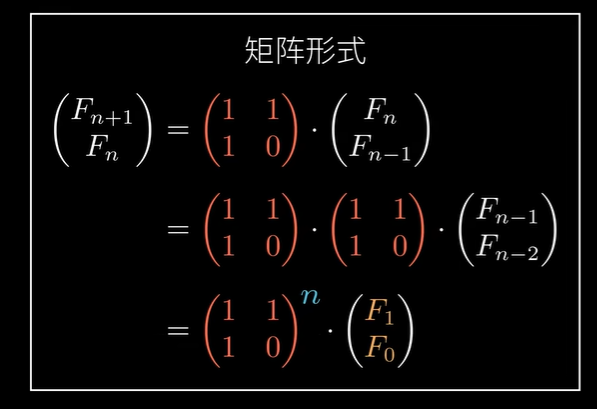 矩阵形式
$\begin{pmatrix} F_{n+1} \\ F_n \end{pmatrix} = \begin{pmatrix} 1 & 1 \\ 1 & 0 \end{pmatrix} \cdot \begin{pmatrix} F_n \\ F_{n-1} \end{pmatrix}$
$= \begin{pmatrix} 1 & 1 \\ 1 & 0 \end{pmatrix} \cdot \begin{pmatrix} 1 & 1 \\ 1 & 0 \end{pmatrix} \cdot \begin{pmatrix} F_{n-1} \\ F_{n-2} \end{pmatrix}$
$= \begin{pmatrix} 1 & 1 \\ 1 & 0 \end{pmatrix}^n \cdot \begin{pmatrix} F_1 \\ F_0 \end{pmatrix}$